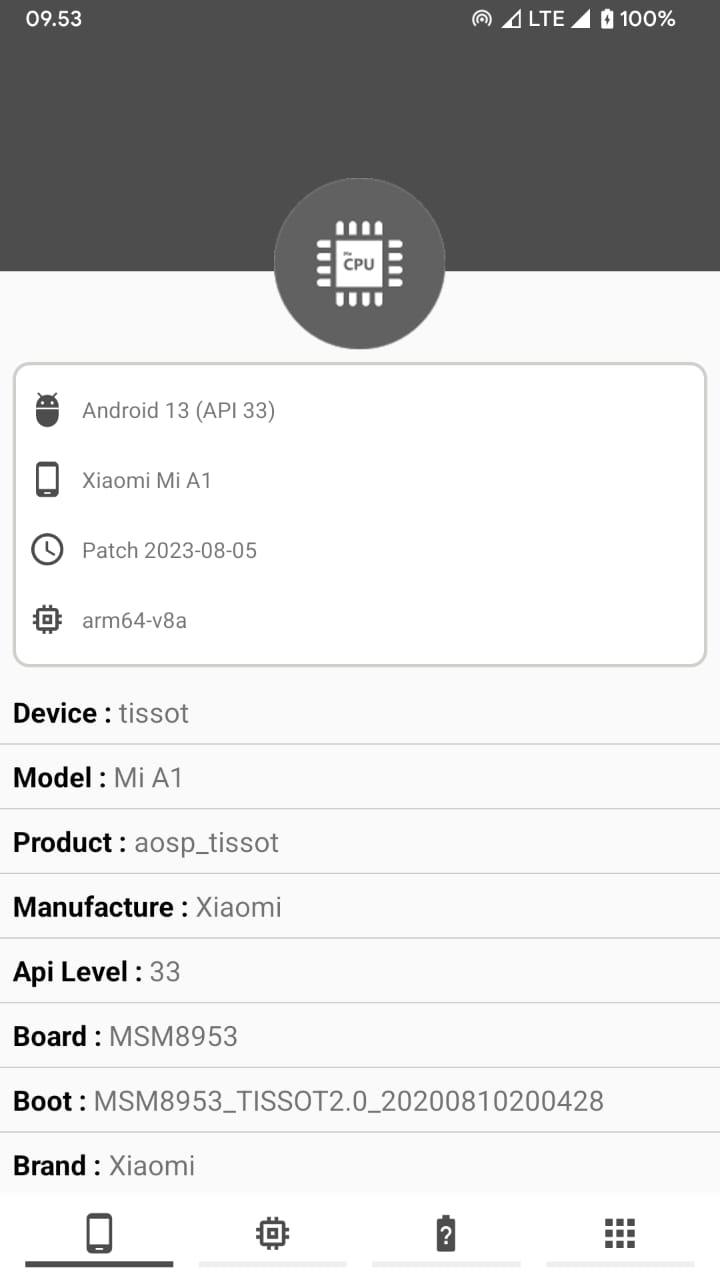 09.53 LTE 100%
Me
CPU
Android 13 (API 33)
Xiaomi Mi A1
Patch 2023-08-05
arm64-v8a
Device : tissot
Model : Mi A1
Product : aosp_tissot
Manufacture : Xiaomi
Api Level : 33
Board : MSM8953
Boot : MSM8953_TISSOT2.0_20200810200428
Brand : Xiaomi